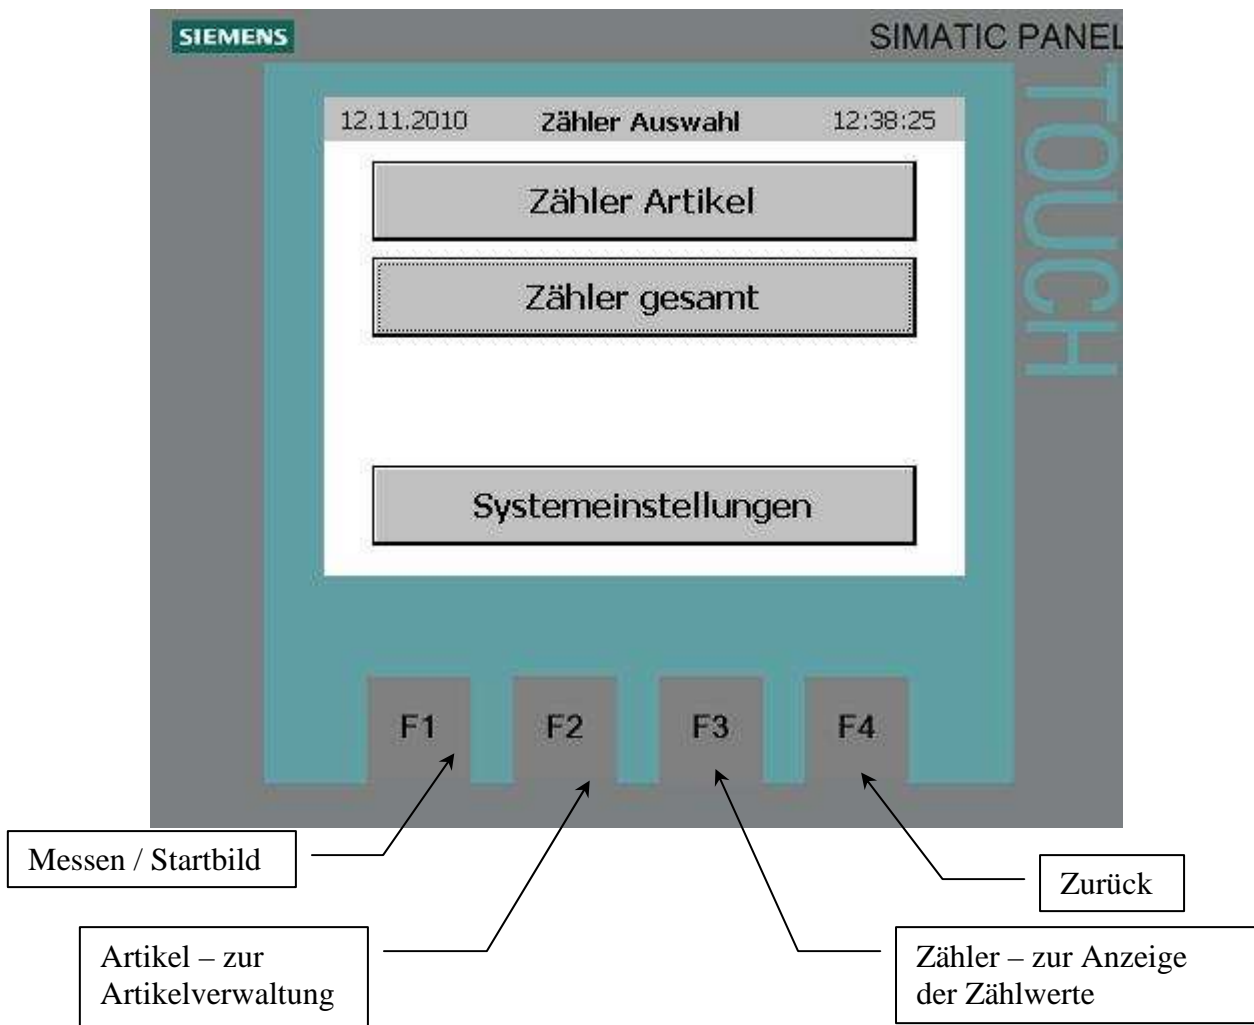 SIEMENS
SIMATIC PANEL
TOUCH
12.11.2010 Zähler Auswahl 12:38:25
Zähler Artikel
Zähler gesamt
Systemeinstellungen
F1 F2 F3 F4
Messen / Startbild
Zurück
Artikel – zur
Artikelverwaltung
Zähler – zur Anzeige
der Zählwerte